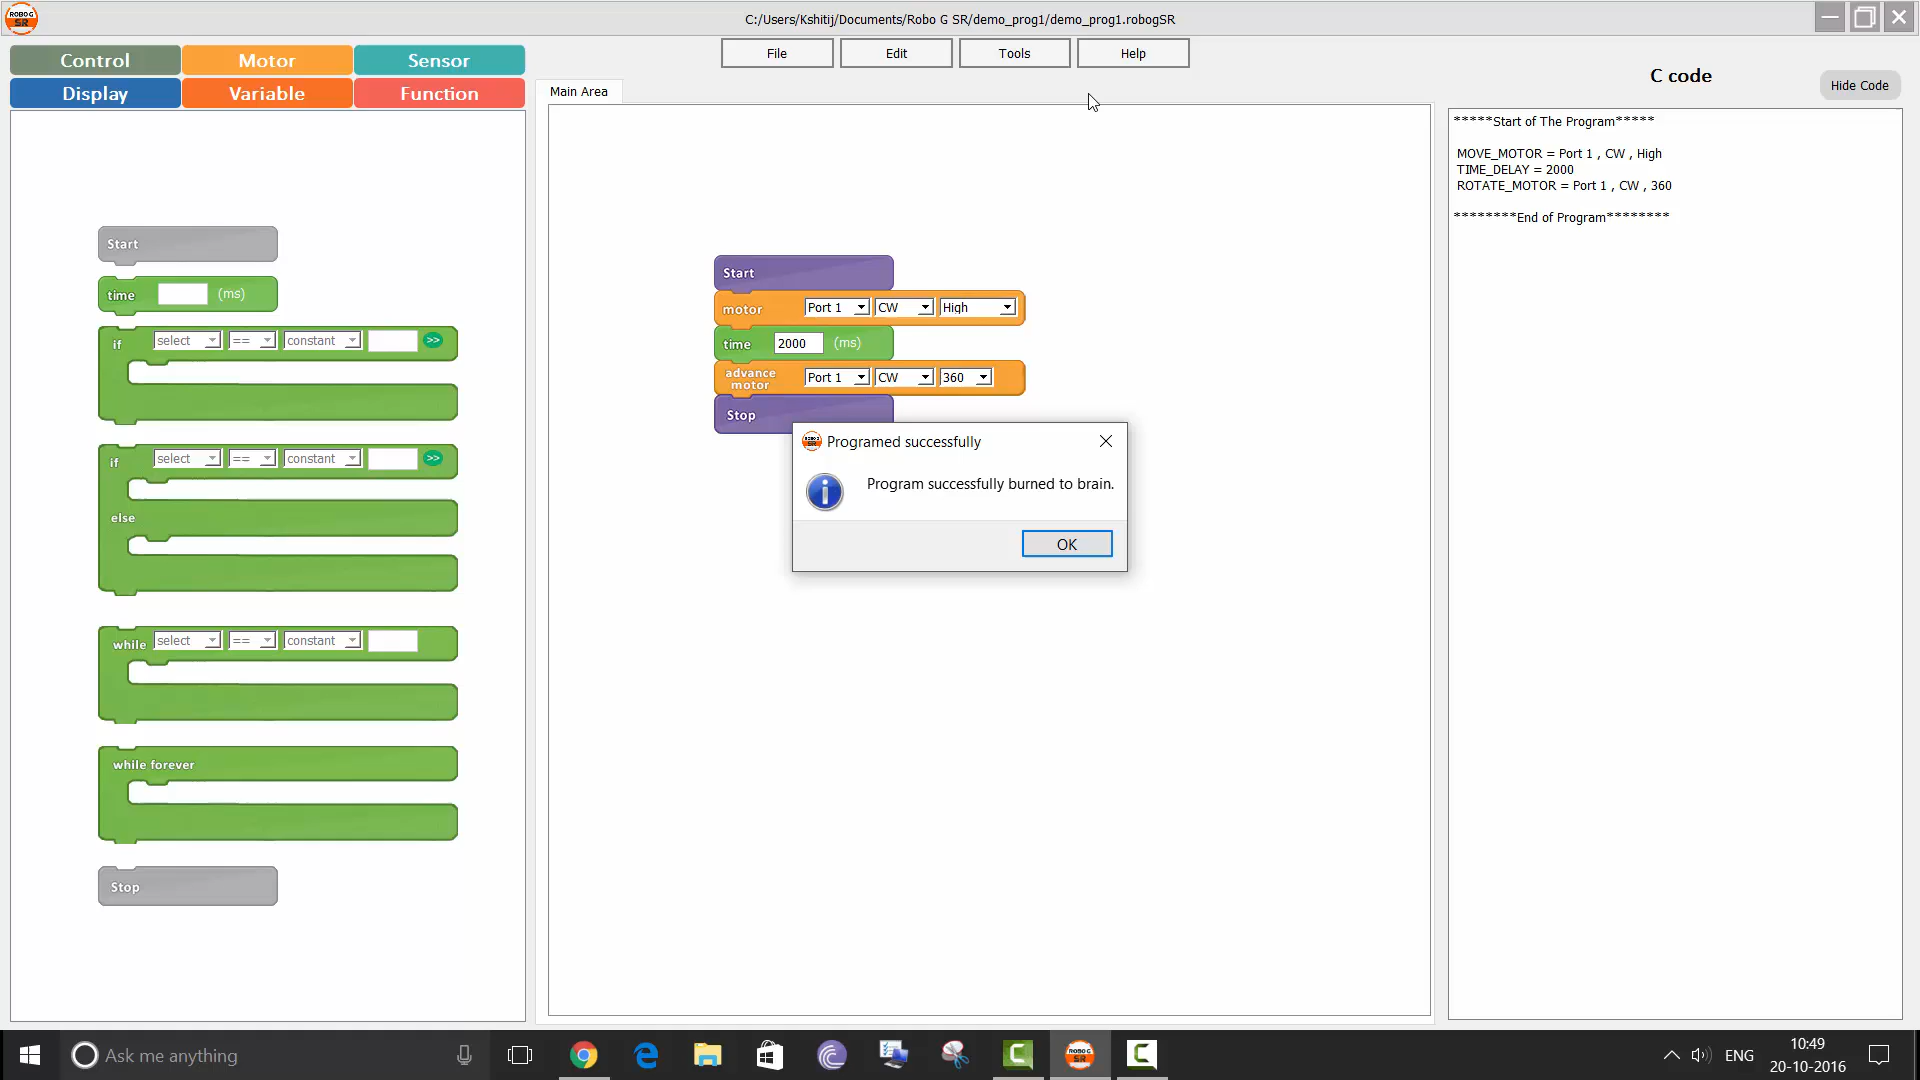 ROBO G
SR
C:/Users/Kshitij/Documents/Robo G SR/demo_prog1/demo_prog1.robogSR
Control
Motor
Sensor
Display
Variable
Function
File
Edit
Tools
Help
Main Area
C code
Hide Code
Start
time (ms)
if select == constant >>
if select == constant >>
else
while select == constant
while forever
Stop
Start
motor Port 1 CW High
time 2000 (ms)
advance
motor Port 1 CW 360
Stop
Programed successfully
Program successfully burned to brain.
OK
*****Start of The Program*****
MOVE_MOTOR = Port 1 , CW , High
TIME_DELAY = 2000
ROTATE_MOTOR = Port 1 , CW , 360
********End of Program********
Ask me anything
ROBO G
SR
ENG
10:49
20-10-2016